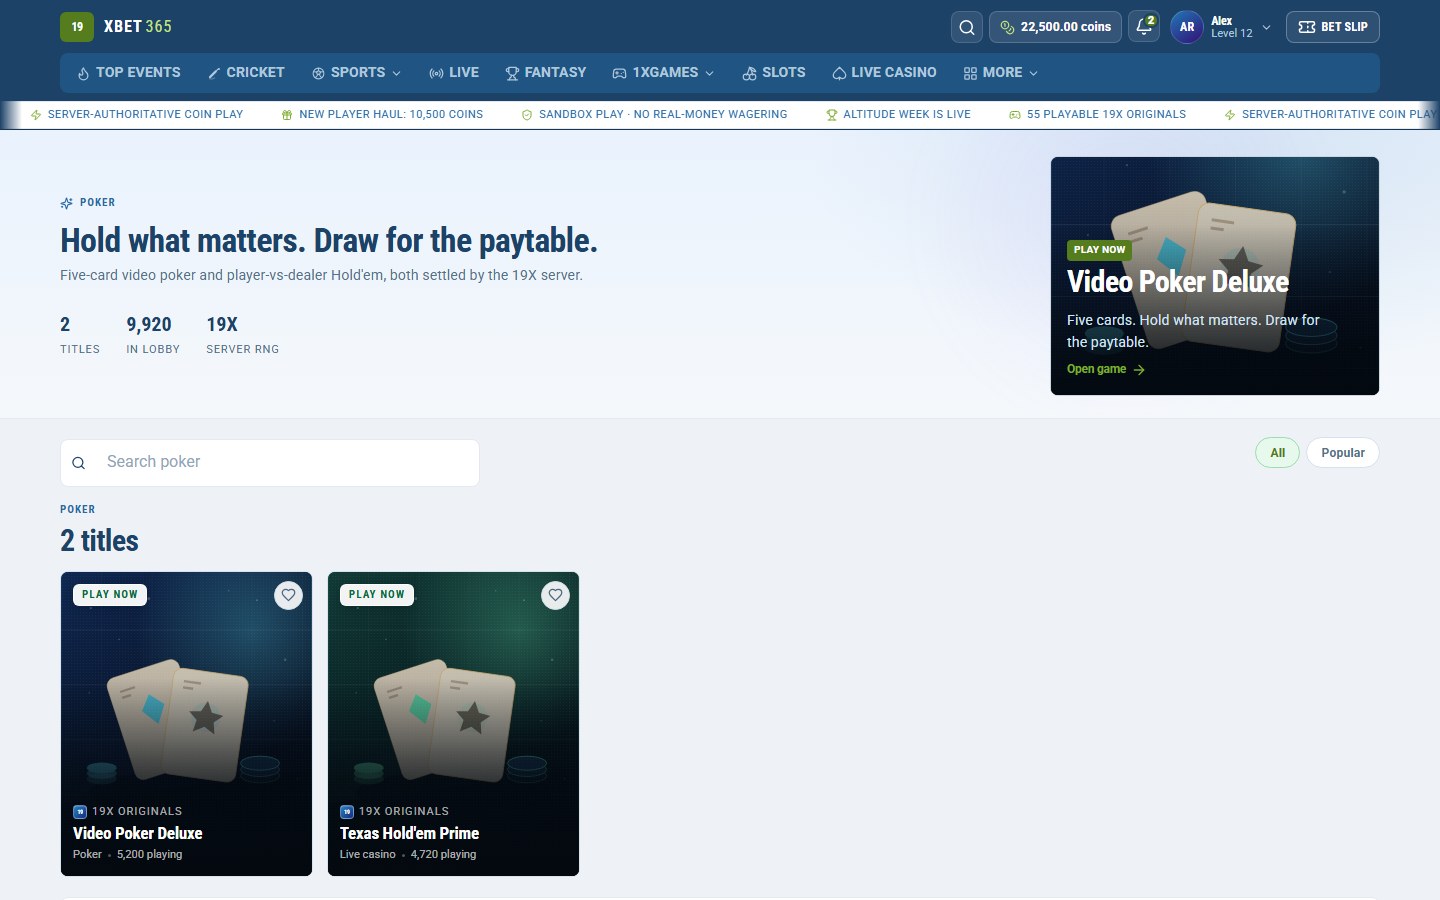 19 XBET 365
22,500.00 coins
2
AR
Alex
Level 12
BET SLIP
TOP EVENTS
CRICKET
SPORTS
LIVE
FANTASY
1XGAMES
SLOTS
LIVE CASINO
MORE
SERVER-AUTHORITATIVE COIN PLAY
NEW PLAYER HAUL: 10,500 COINS
SANDBOX PLAY · NO REAL-MONEY WAGERING
ALTITUDE WEEK IS LIVE
55 PLAYABLE 19X ORIGINALS
SERVER-AUTHORITATIVE COIN PLAY
POKER
Hold what matters. Draw for the paytable.
Five-card video poker and player-vs-dealer Hold'em, both settled by the 19X server.
2
TITLES
9,920
IN LOBBY
19X
SERVER RNG
PLAY NOW
Video Poker Deluxe
Five cards. Hold what matters. Draw for
the paytable.
Open game
Search poker
All
Popular
POKER
2 titles
PLAY NOW
19 19X ORIGINALS
Video Poker Deluxe
Poker • 5,200 playing
PLAY NOW
19 19X ORIGINALS
Texas Hold'em Prime
Live casino • 4,720 playing